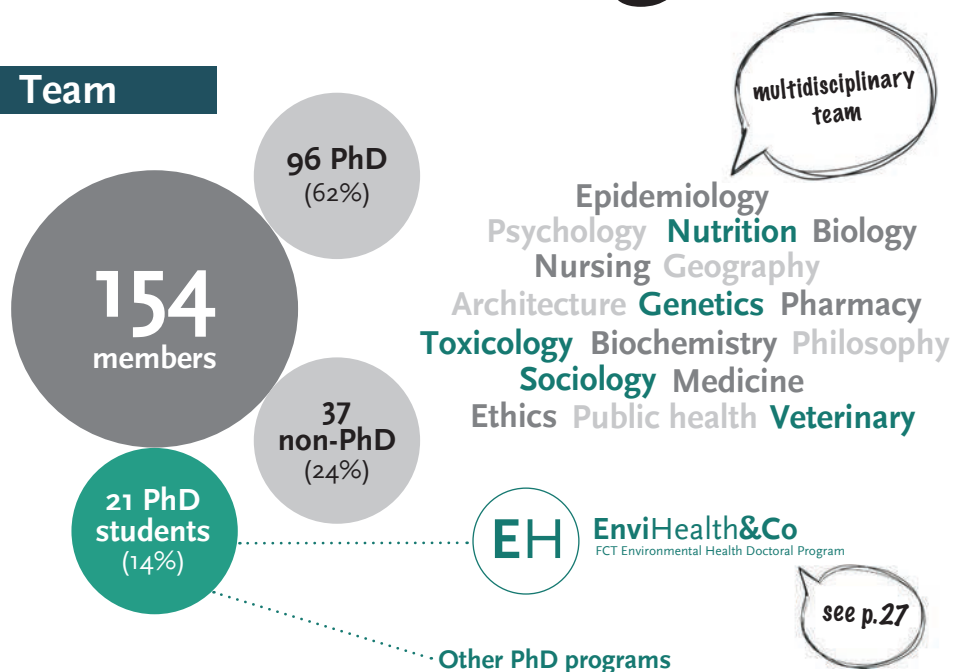 Team
multidisciplinary
team
96 PhD
(62%)
154
members
37
non-PhD
(24%)
21 PhD
students
(14%)
Epidemiology
Psychology Nutrition Biology
Nursing Geography
Architecture Genetics Pharmacy
Toxicology Biochemistry Philosophy
Sociology Medicine
Ethics Public health Veterinary
EH
EnviHealth&Co
FCT Environmental Health Doctoral Program
see p.27
Other PhD programs